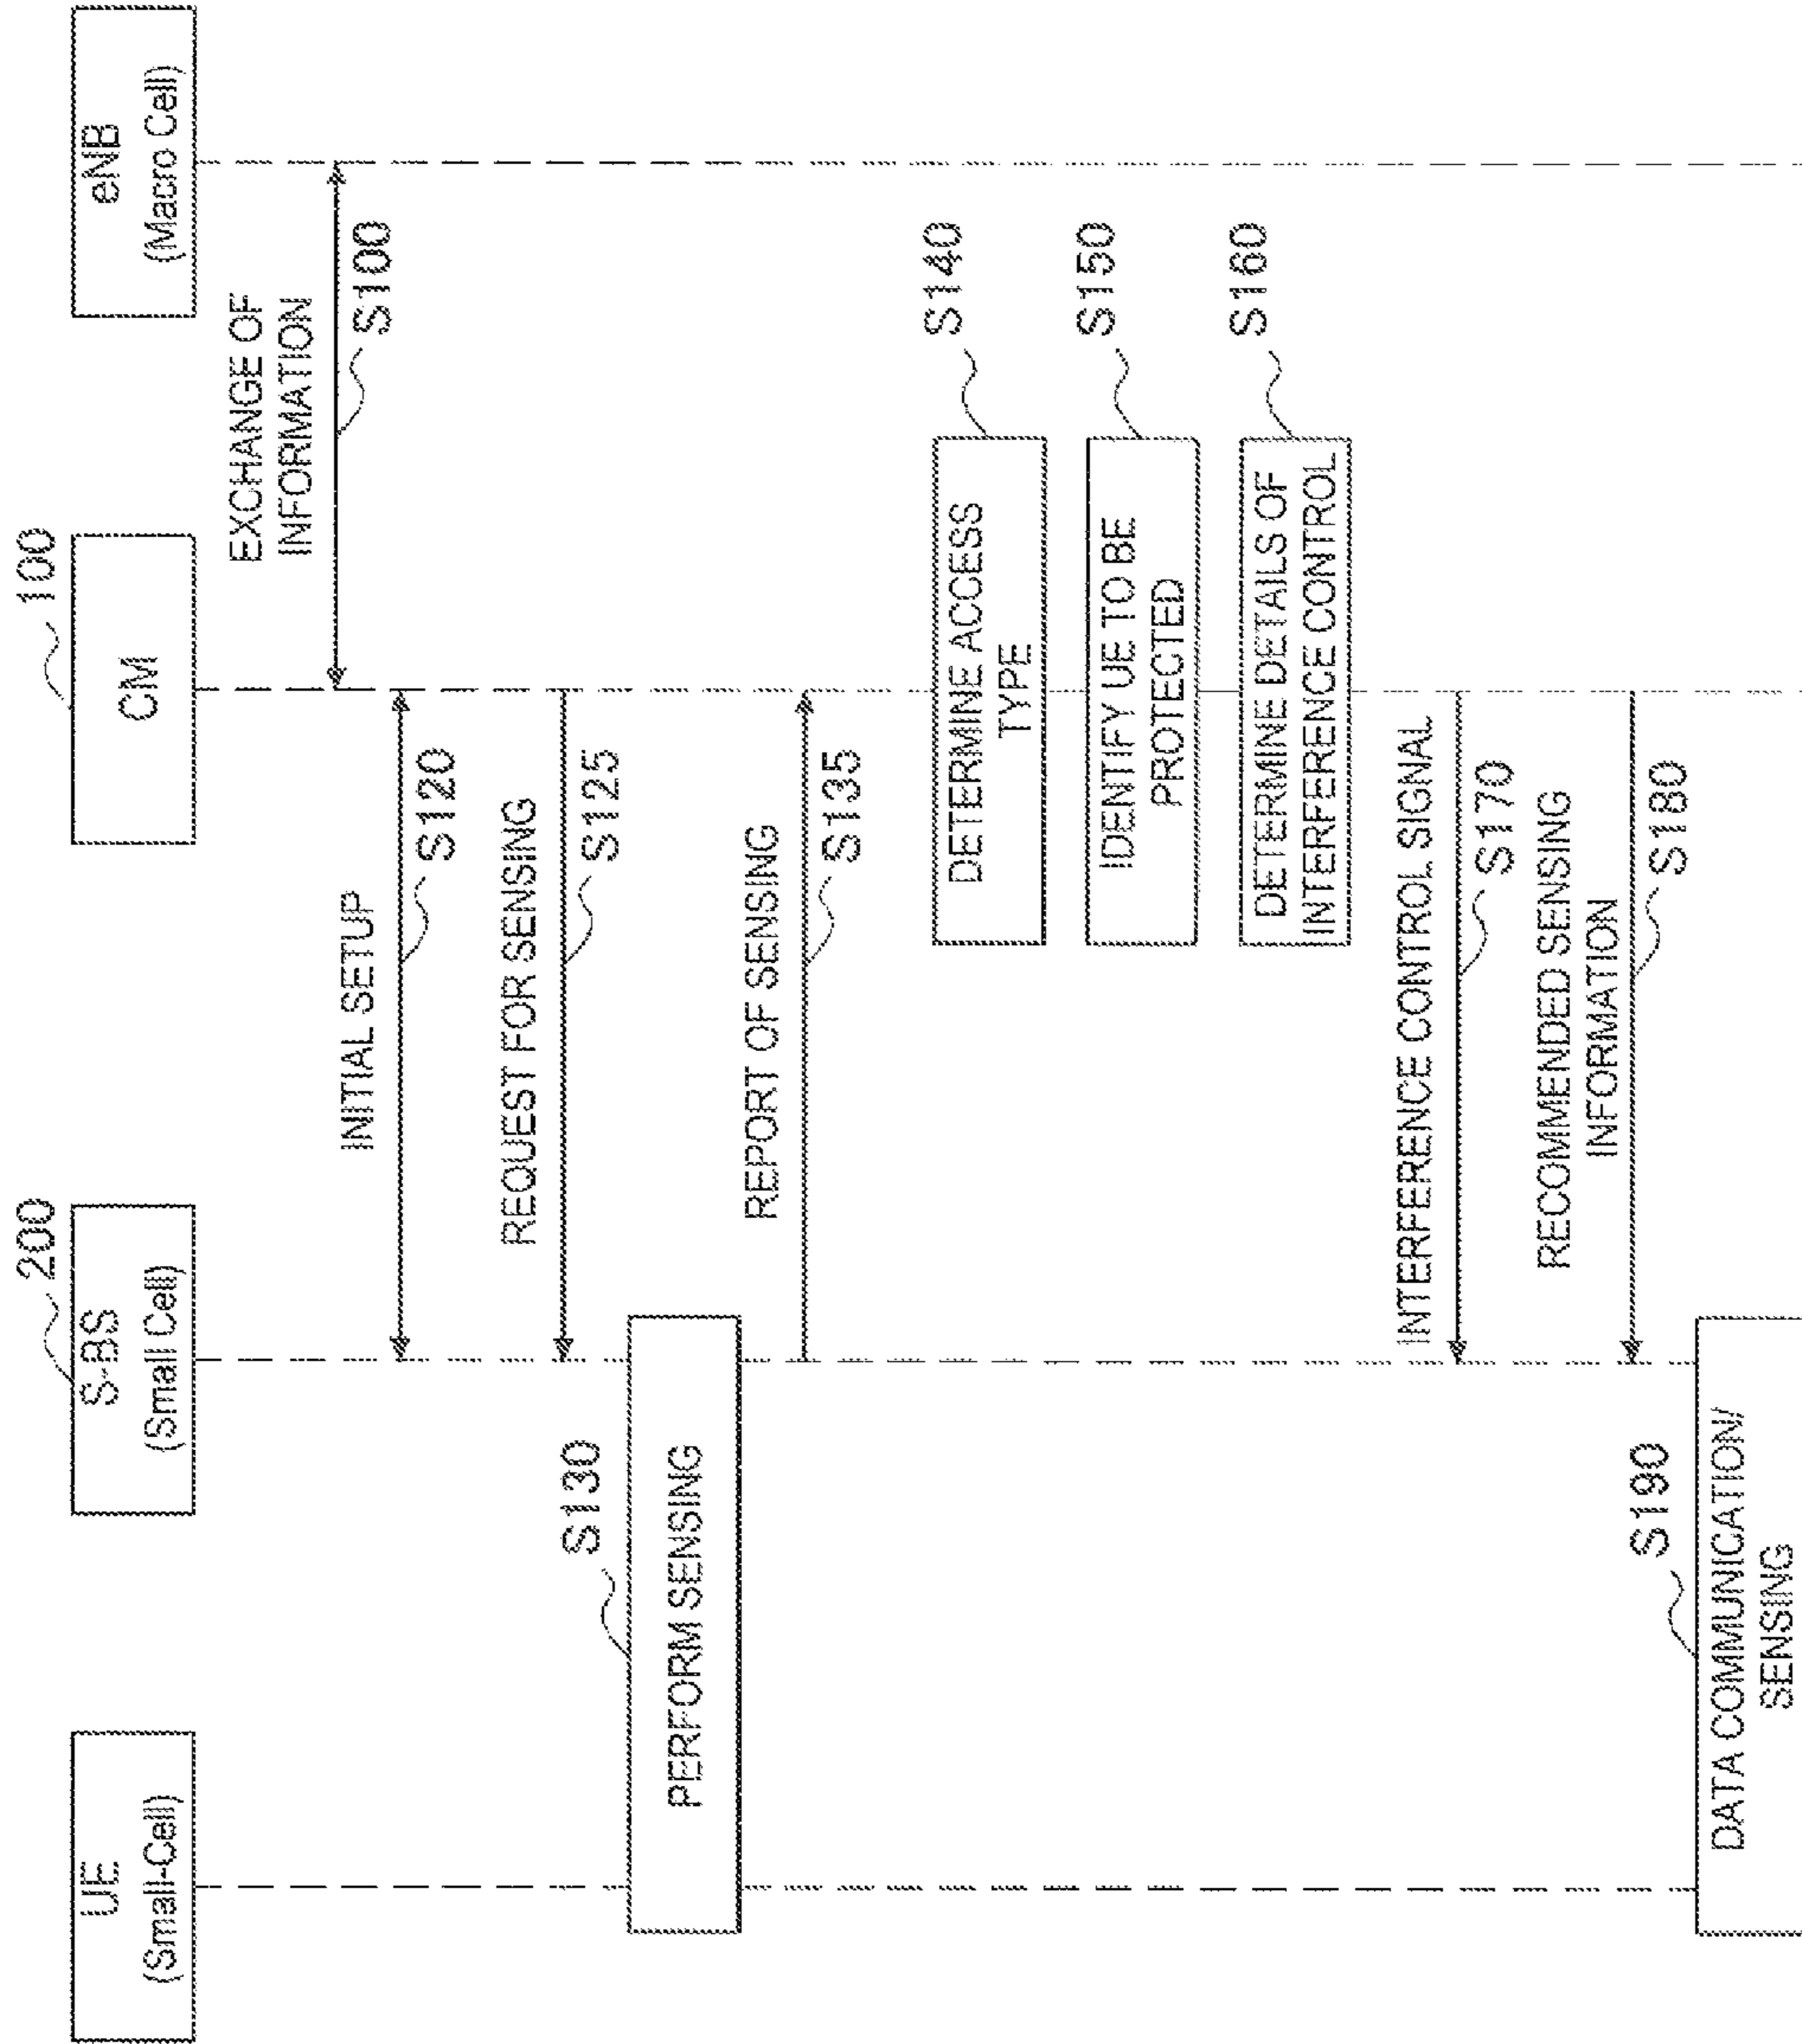 UE
(Small-Cell)
200
S-BS
(Small Cell)
100
CM
eNB
(Macro Cell)
EXCHANGE OF
INFORMATION
S100
INITIAL SETUP
S120
REQUEST FOR SENSING
S125
S130
PERFORM SENSING
REPORT OF SENSING
S135
DETERMINE ACCESS
TYPE
S140
IDENTIFY UE TO BE
PROTECTED
S150
DETERMINE DETAILS OF
INTERFERENCE CONTROL
S160
INTERFERENCE CONTROL SIGNAL
S170
RECOMMENDED SENSING
INFORMATION
S180
S190
DATA COMMUNICATION/
SENSING